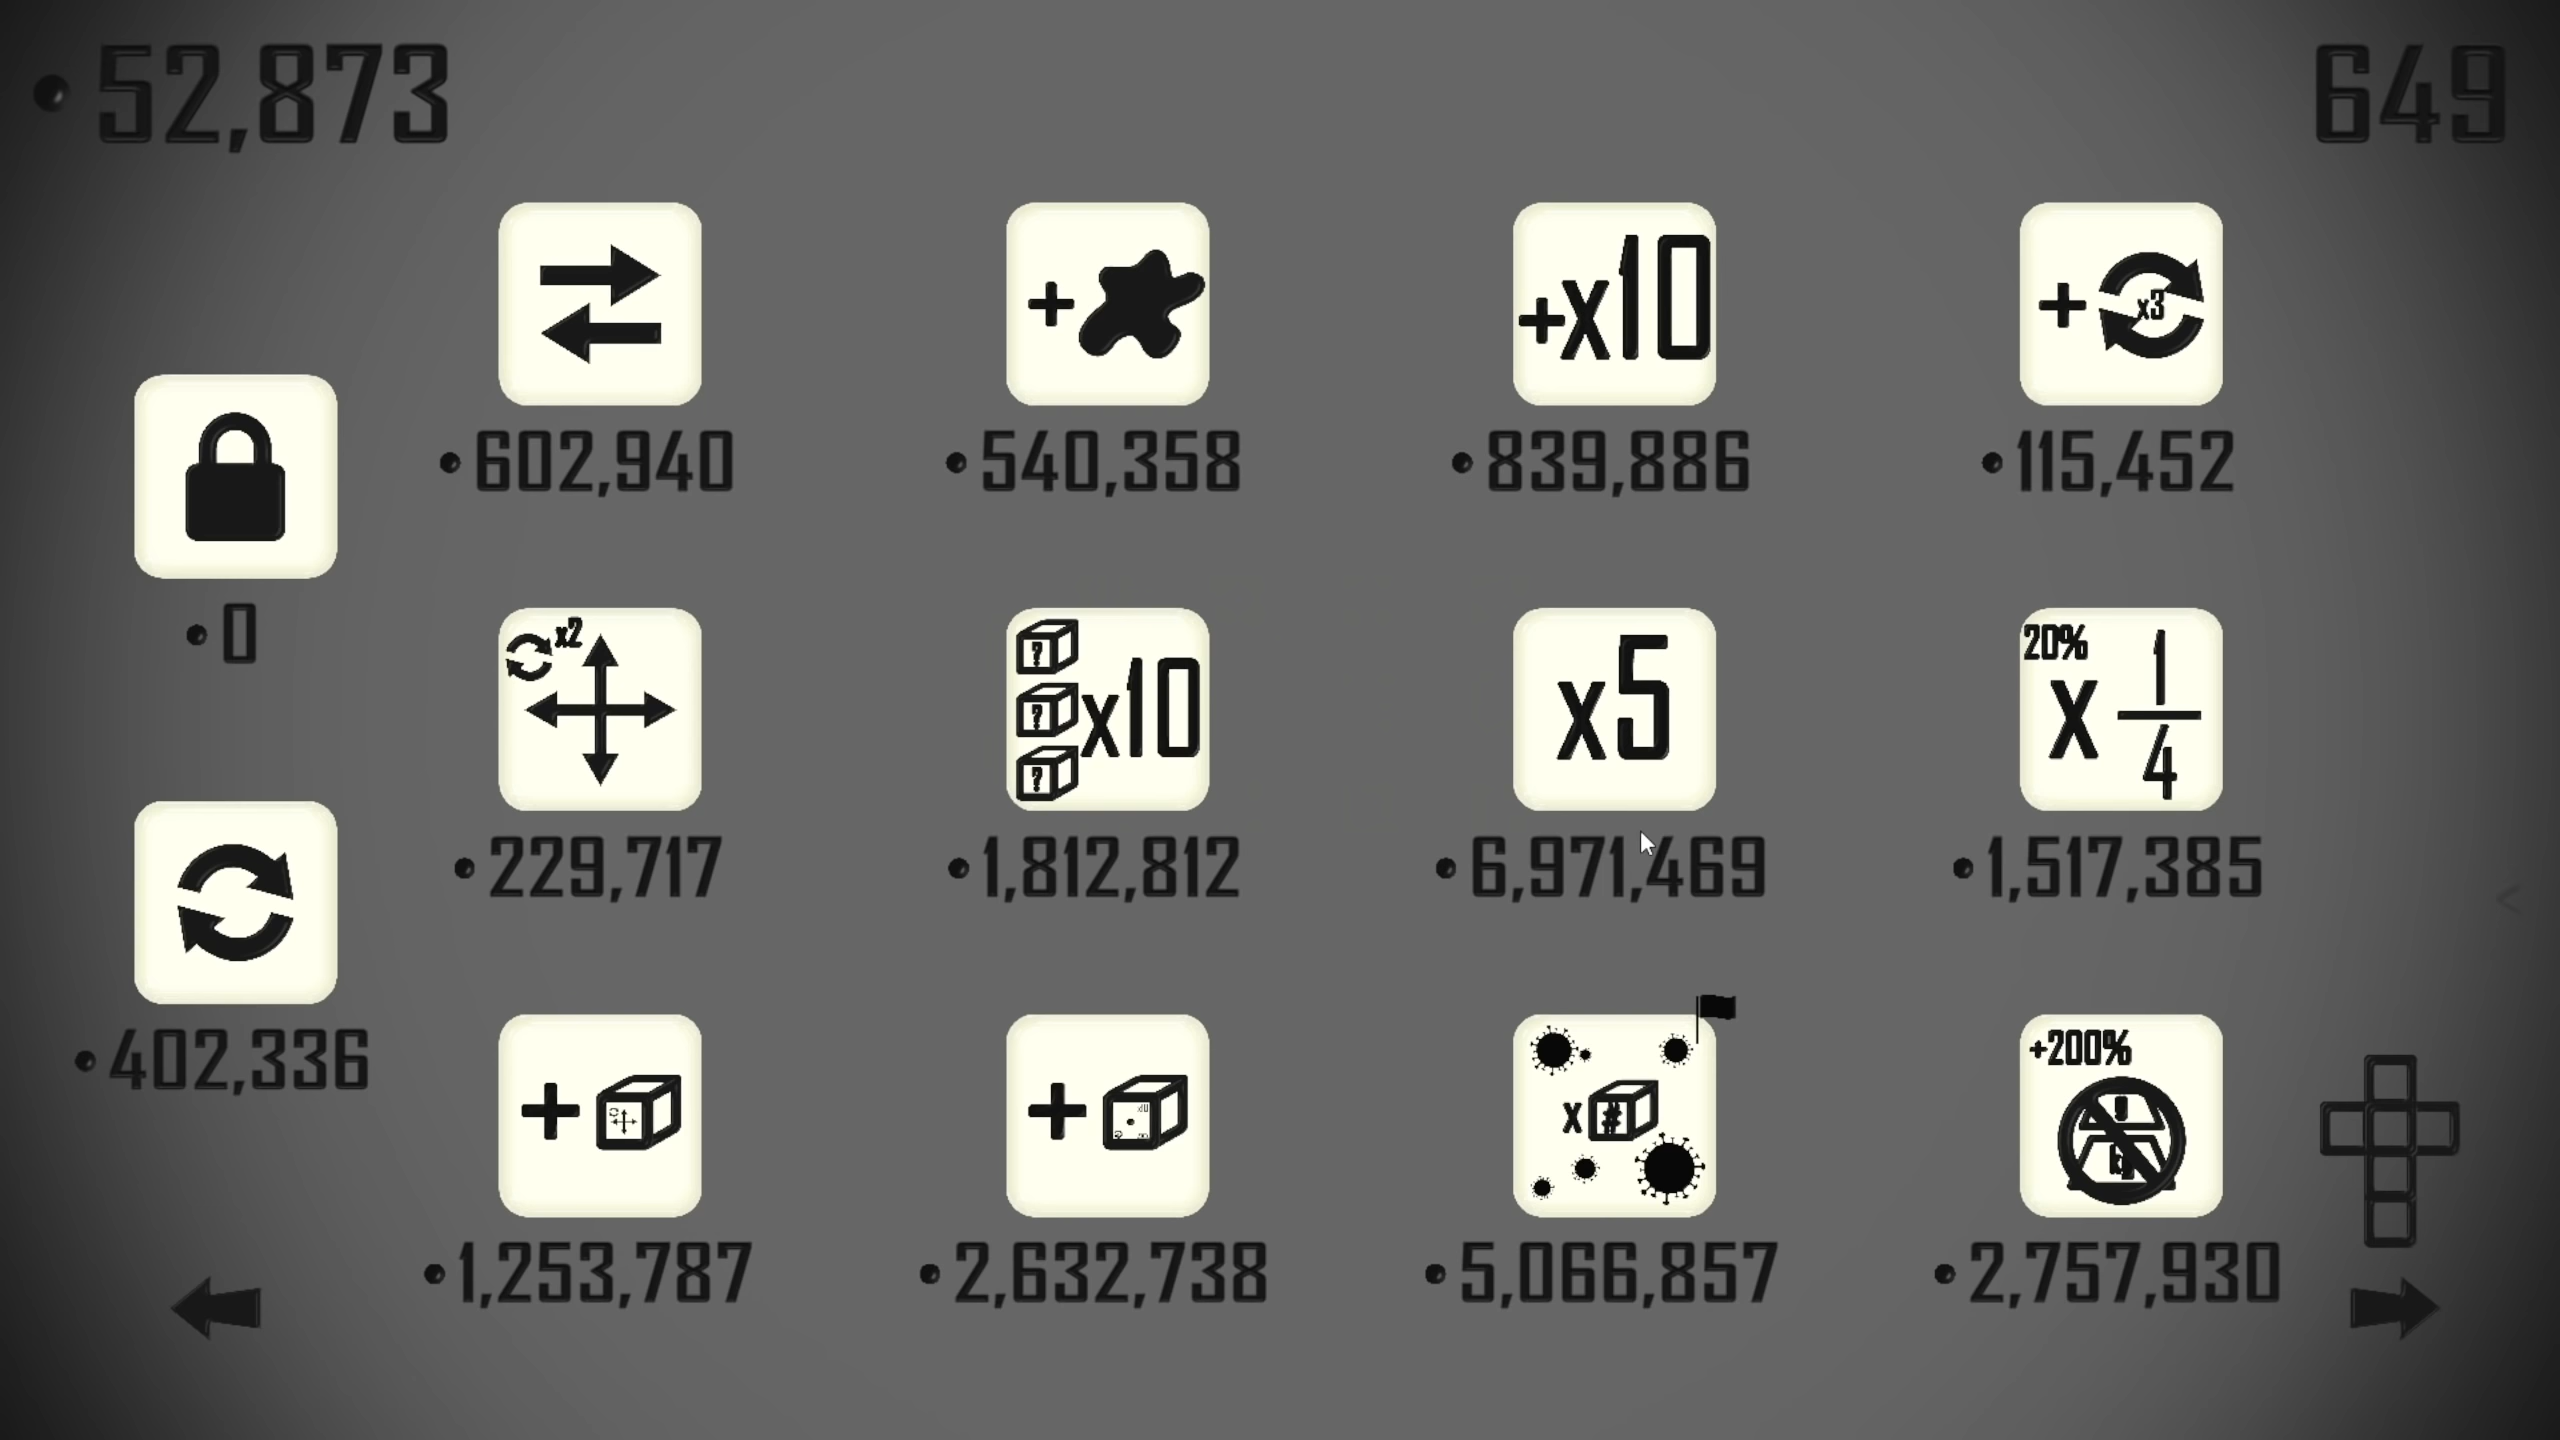 52,873
649
+x10
+ x3
602,940
540,358
839,886
115,452
0
x2
? ? ? x10
x5
20% x 1/4
229,717
1,812,812
6,971,469
1,517,385
402,336
+
+
x #
+200%
1,253,787
2,632,738
5,066,857
2,757,930